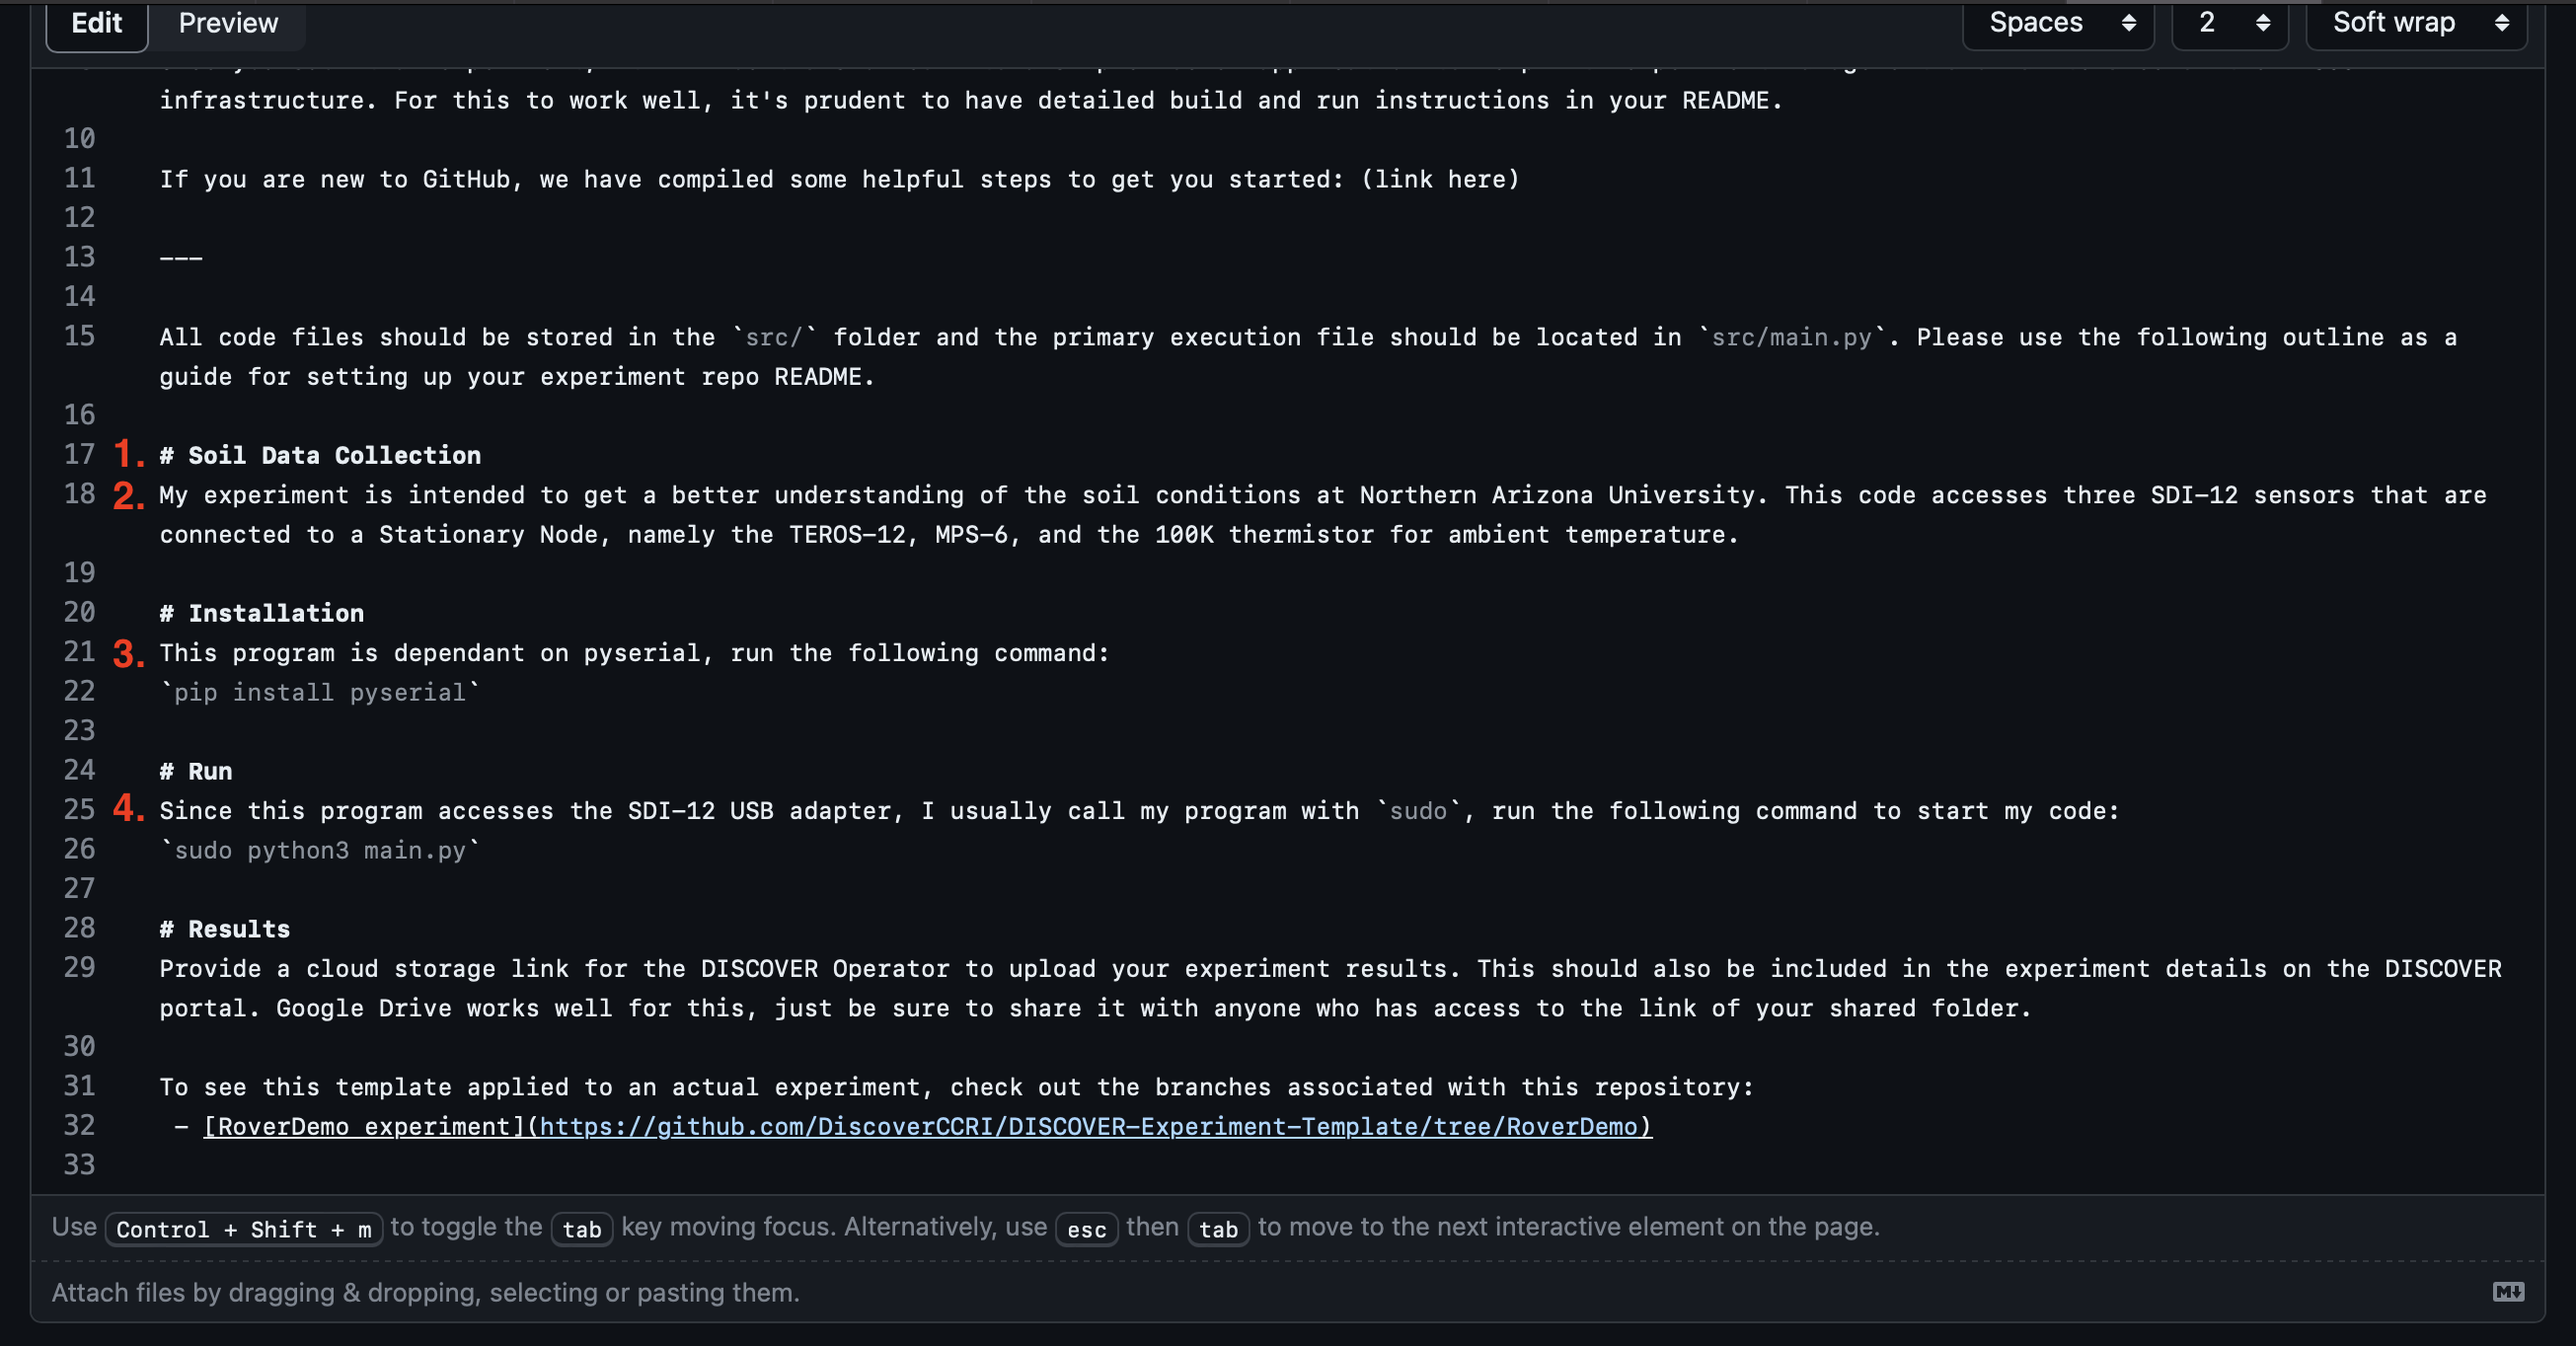 Edit Preview Spaces 2 Soft wrap
infrastructure. For this to work well, it's prudent to have detailed build and run instructions in your README.
10
11 If you are new to GitHub, we have compiled some helpful steps to get you started: (link here)
12
13 ---
14
15 All code files should be stored in the `src/` folder and the primary execution file should be located in `src/main.py`. Please use the following outline as a
guide for setting up your experiment repo README.
16
17 1. # Soil Data Collection
18 2. My experiment is intended to get a better understanding of the soil conditions at Northern Arizona University. This code accesses three SDI-12 sensors that are
connected to a Stationary Node, namely the TEROS-12, MPS-6, and the 100K thermistor for ambient temperature.
19
20 # Installation
21 3. This program is dependant on pyserial, run the following command:
22 `pip install pyserial`
23
24 # Run
25 4. Since this program accesses the SDI-12 USB adapter, I usually call my program with `sudo`, run the following command to start my code:
26 `sudo python3 main.py`
27
28 # Results
29 Provide a cloud storage link for the DISCOVER Operator to upload your experiment results. This should also be included in the experiment details on the DISCOVER
portal. Google Drive works well for this, just be sure to share it with anyone who has access to the link of your shared folder.
30
31 To see this template applied to an actual experiment, check out the branches associated with this repository:
32 - [RoverDemo experiment](https://github.com/DiscoverCCRI/DISCOVER-Experiment-Template/tree/RoverDemo)
33
Use Control + Shift + m to toggle the tab key moving focus. Alternatively, use esc then tab to move to the next interactive element on the page.
Attach files by dragging & dropping, selecting or pasting them.